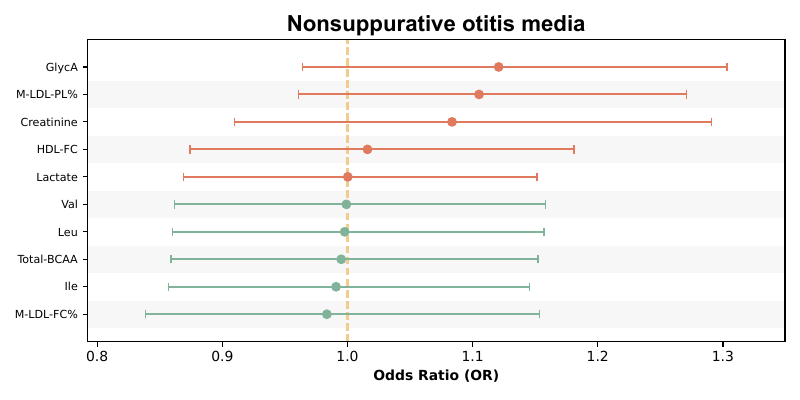 Nonsuppurative otitis media
GlycA
M-LDL-PL%
Creatinine
HDL-FC
Lactate
Val
Leu
Total-BCAA
Ile
M-LDL-FC%
0.8 0.9 1.0 1.1 1.2 1.3
Odds Ratio (OR)